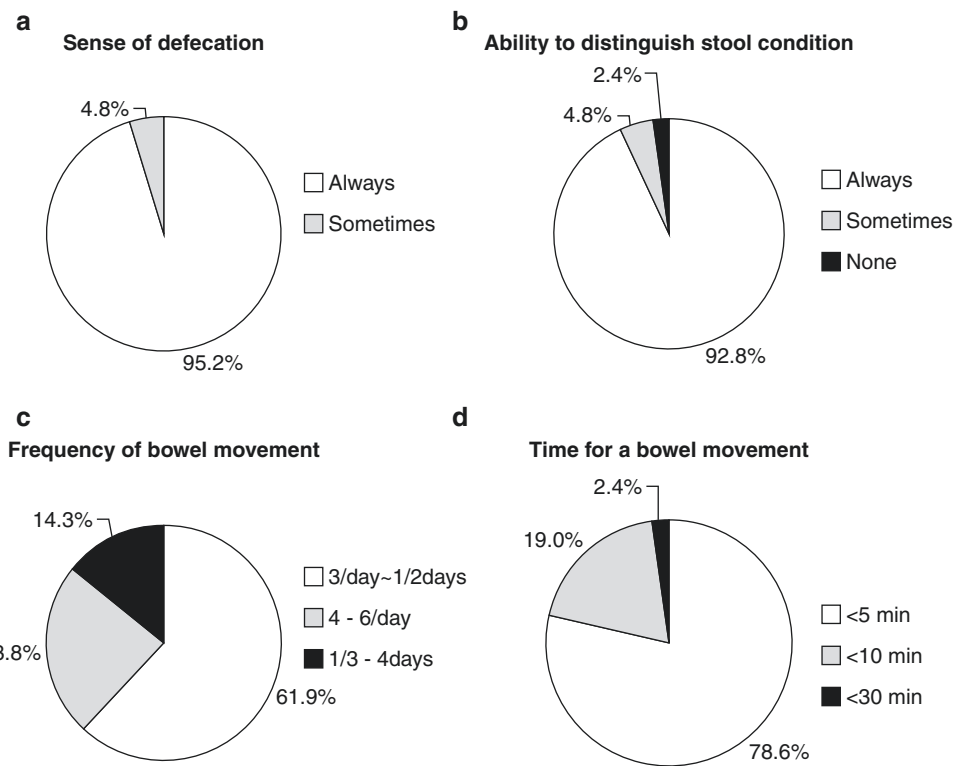 a
Sense of defecation
4.8%
Always
Sometimes
95.2%
b
Ability to distinguish stool condition
2.4%
4.8%
Always
Sometimes
None
92.8%
c
Frequency of bowel movement
14.3%
3/day~1/2days
4 - 6/day
1/3 - 4days
61.9%
d
Time for a bowel movement
2.4%
19.0%
<5 min
<10 min
<30 min
78.6%